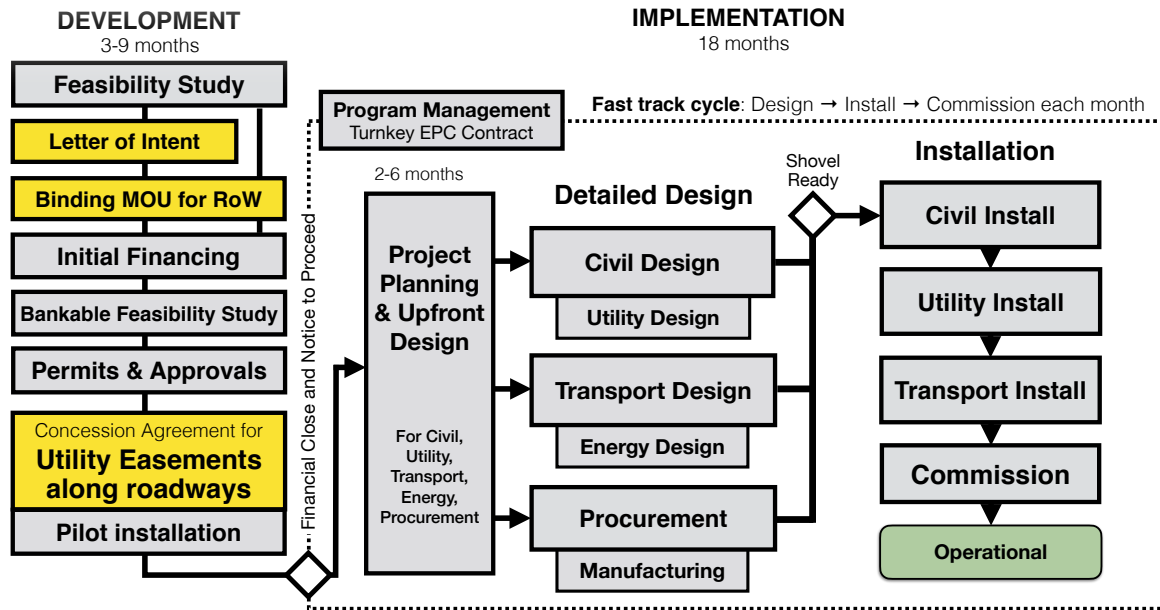 DEVELOPMENT
3-9 months
Feasibility Study
Letter of Intent
Binding MOU for RoW
Initial Financing
Bankable Feasibility Study
Permits & Approvals
Concession Agreement for
Utility Easements
along roadways
Pilot installation
Financial Close and Notice to Proceed
IMPLEMENTATION
18 months
Program Management
Turnkey EPC Contract
Fast track cycle: Design → Install → Commission each month
2-6 months
Project
Planning
& Upfront
Design
For Civil,
Utility,
Transport,
Energy,
Procurement
Detailed Design
Civil Design
Utility Design
Transport Design
Energy Design
Procurement
Manufacturing
Shovel
Ready
Installation
Civil Install
Utility Install
Transport Install
Commission
Operational